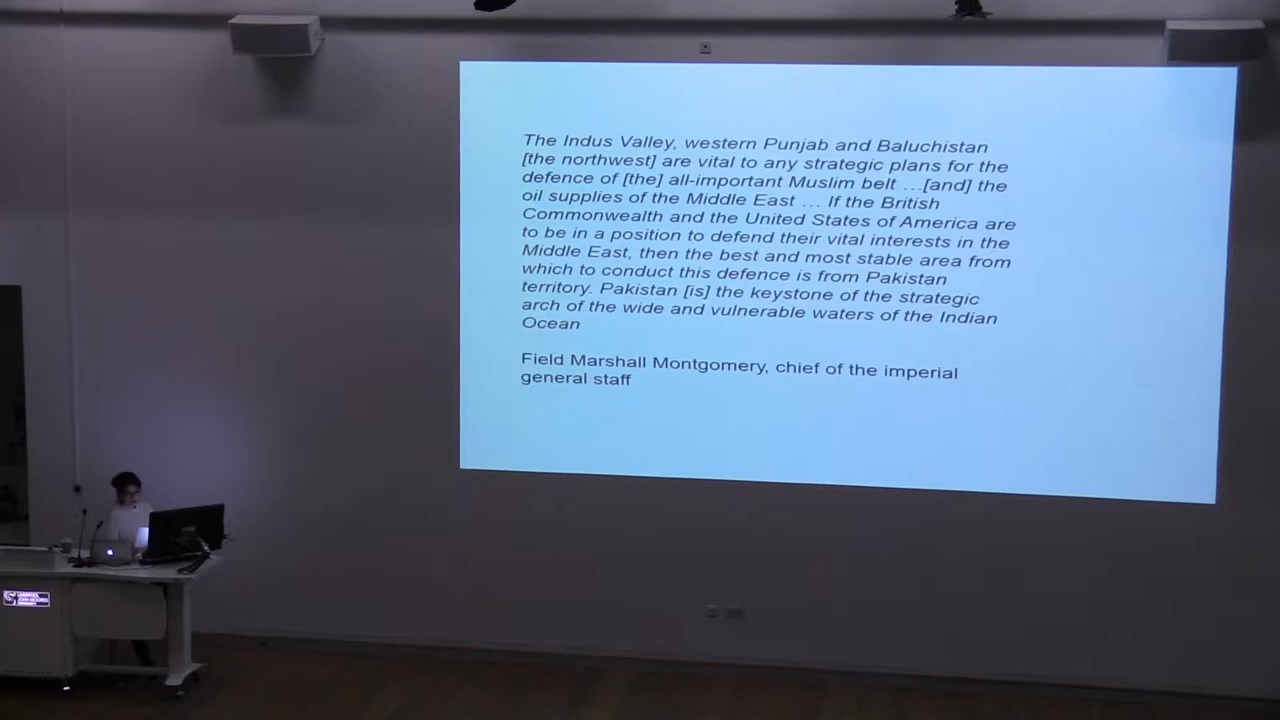 The Indus Valley, western Punjab and Baluchistan
[the northwest] are vital to any strategic plans for the
defence of [the] all-important Muslim belt …[and] the
oil supplies of the Middle East … If the British
Commonwealth and the United States of America are
to be in a position to defend their vital interests in the
Middle East, then the best and most stable area from
which to conduct this defence is from Pakistan
territory. Pakistan [is] the keystone of the strategic
arch of the wide and vulnerable waters of the Indian
Ocean
Field Marshall Montgomery, chief of the imperial
general staff
LIVERPOOL
JOHN MOORES
UNIVERSITY